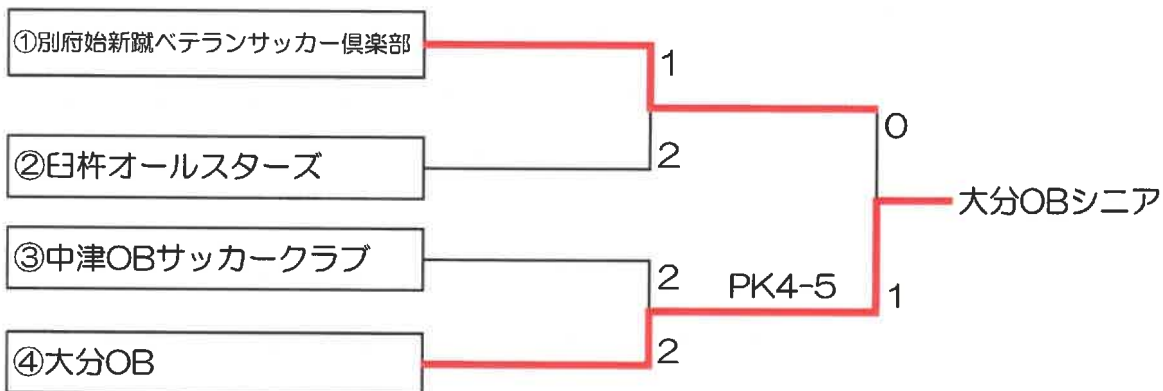 ①別府始新蹴ベテランサッカー倶楽部
1
0
②臼杵オールスターズ
2
大分OBシニア
③中津OBサッカークラブ
2
PK4-5
1
④大分OB
2